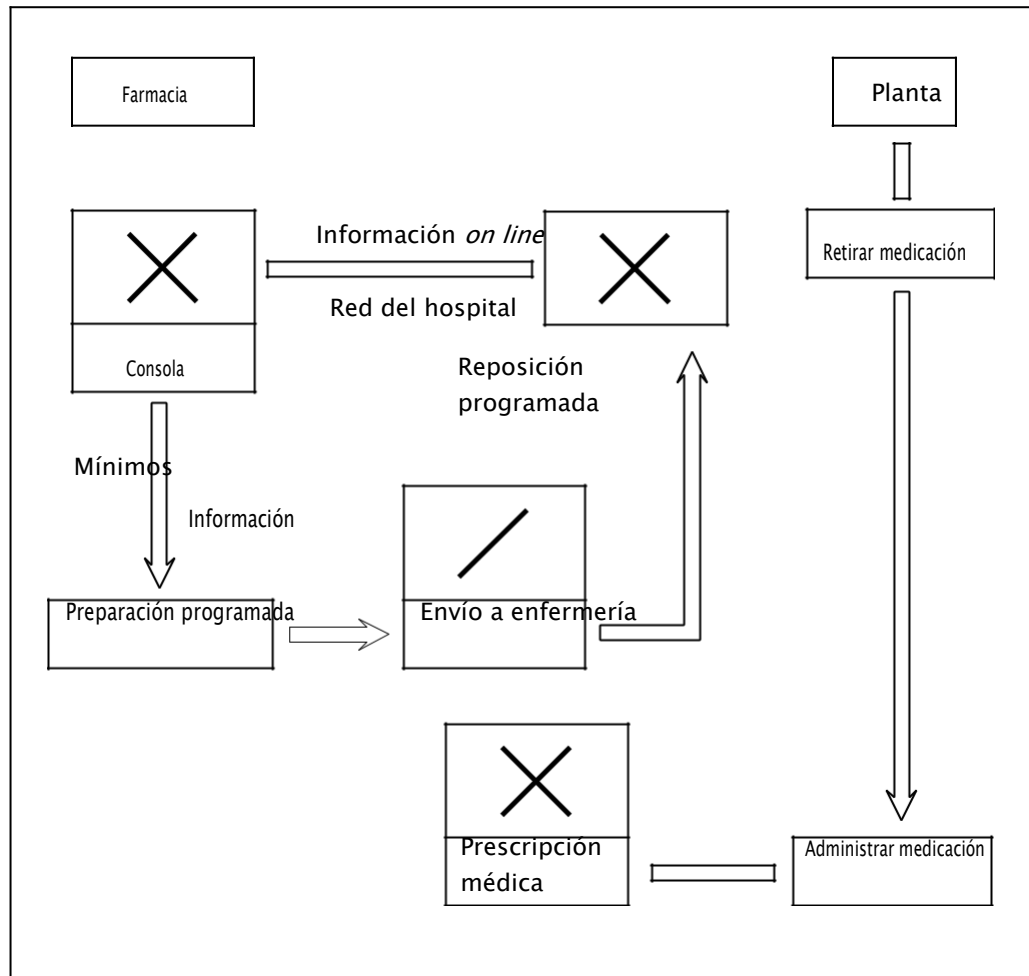 Farmacia
Planta
Retirar medicación
Información on line
Red del hospital
Consola
Reposición
programada
Mínimos
Información
Preparación programada
Envío a enfermería
Prescripción
médica
Administrar medicación